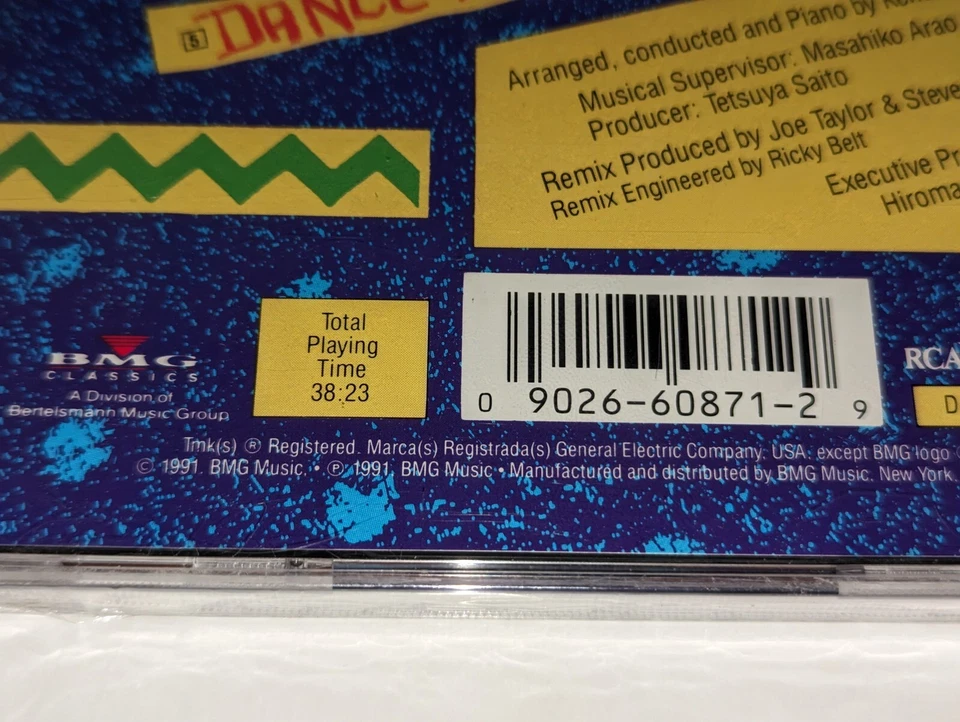 5 DANCE
Arranged, conducted and Piano by
Musical Supervisor: Masahiko Arao
Producer: Tetsuya Saito
Remix Produced by Joe Taylor & Steve
Remix Engineered by Ricky Belt
Executive
BMG
CLASSICS
A Division of
Bertelsmann Music Group
Total
Playing
Time
38:23
0 9026-60871-2 9
RCA
D
Tmk(s) ® Registered. Marca(s) Registrada(s) General Electric Company. USA. except BMG logo
© 1991. BMG Music. • ℗ 1991. BMG Music • Manufactured and distributed by BMG Music. New York.